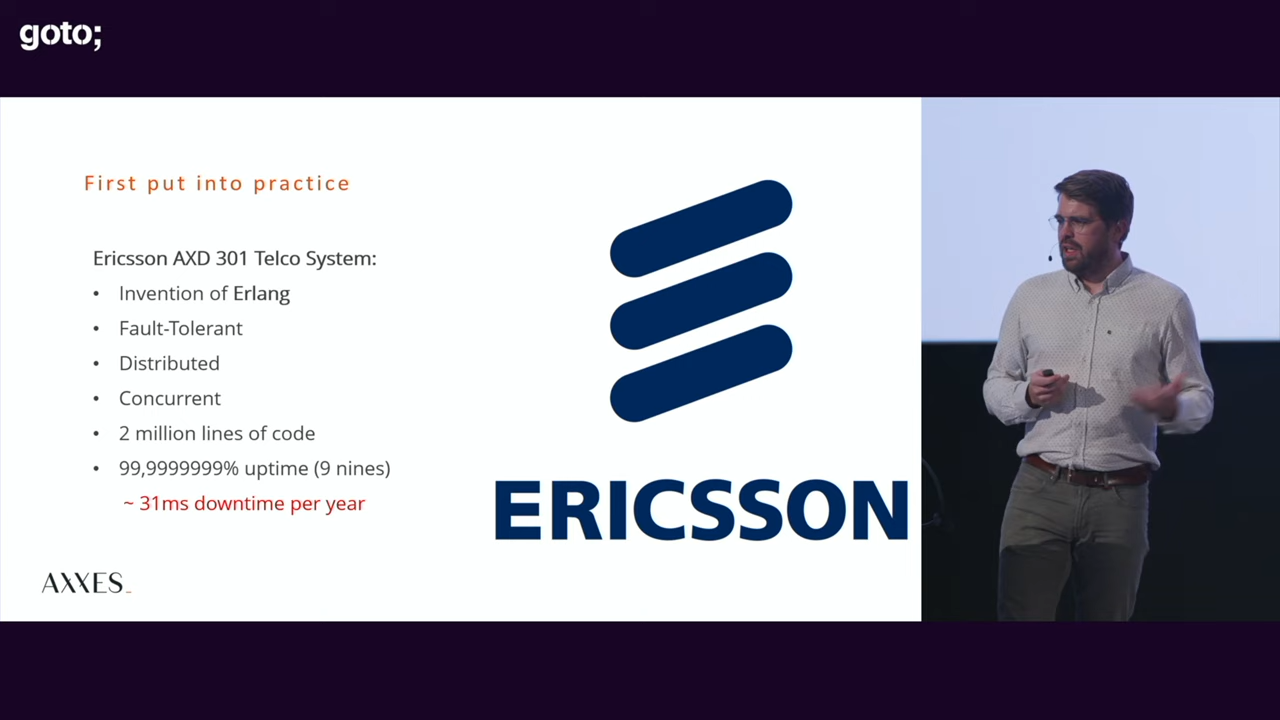 goto;
First put into practice
Ericsson AXD 301 Telco System:
• Invention of Erlang
• Fault-Tolerant
• Distributed
• Concurrent
• 2 million lines of code
• 99,9999999% uptime (9 nines)
~ 31ms downtime per year
ERICSSON
AXXES_